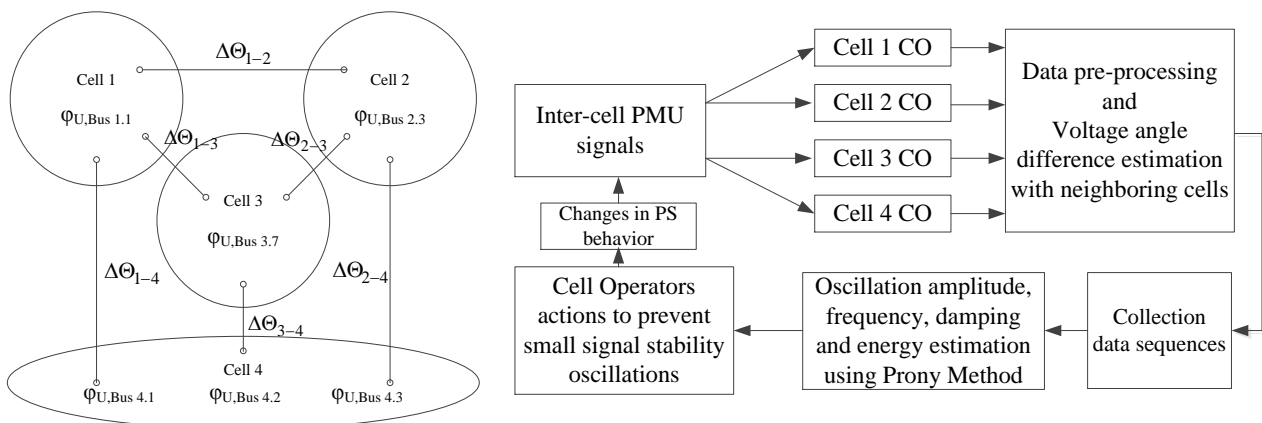 ΔΘ1–2
Cell 1
Cell 2
φU,Bus 1.1
φU,Bus 2.3
ΔΘ1–3
ΔΘ2–3
Cell 3
φU,Bus 3.7
ΔΘ1–4
ΔΘ2–4
ΔΘ3–4
Cell 4
φU,Bus 4.1
φU,Bus 4.2
φU,Bus 4.3
Inter-cell PMU
signals
Cell 1 CO
Cell 2 CO
Cell 3 CO
Cell 4 CO
Data pre-processing
and
Voltage angle
difference estimation
with neighboring cells
Changes in PS
behavior
Cell Operators
actions to prevent
small signal stability
oscillations
Oscillation amplitude,
frequency, damping
and energy estimation
using Prony Method
Collection
data sequences